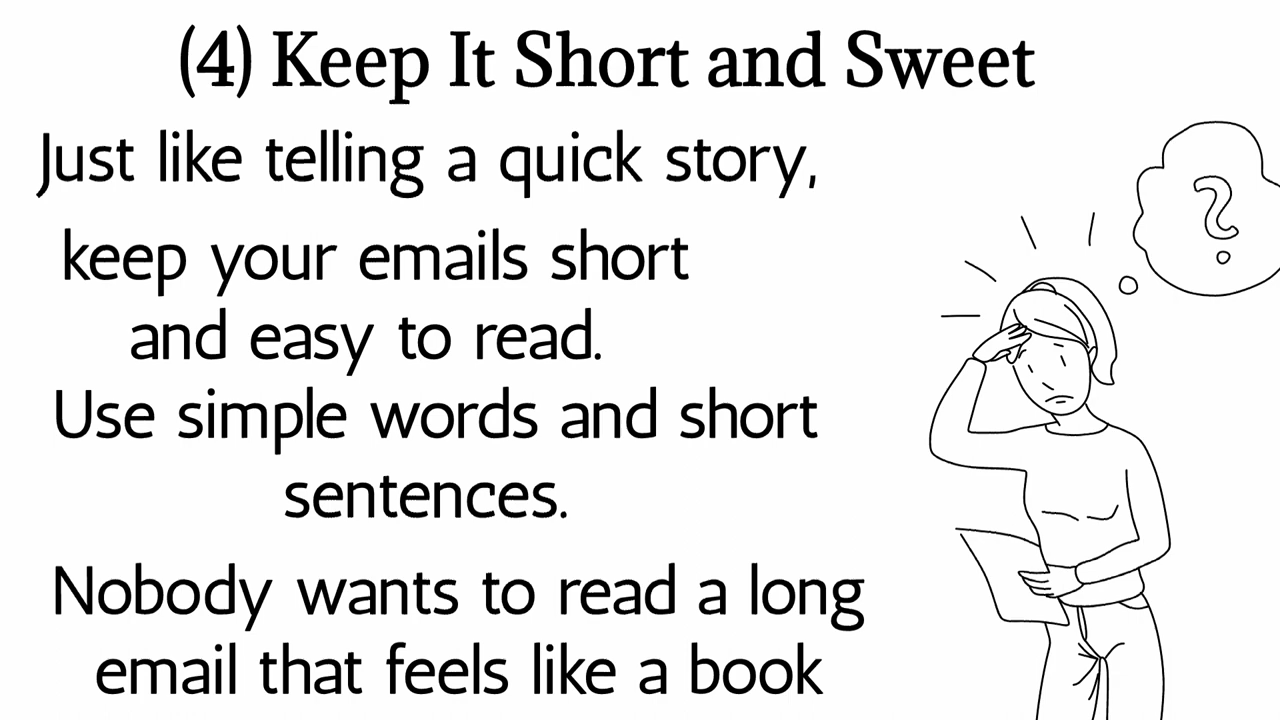 (4) Keep It Short and Sweet
Just like telling a quick story,
keep your emails short
and easy to read.
Use simple words and short
sentences.
Nobody wants to read a long
email that feels like a book
?